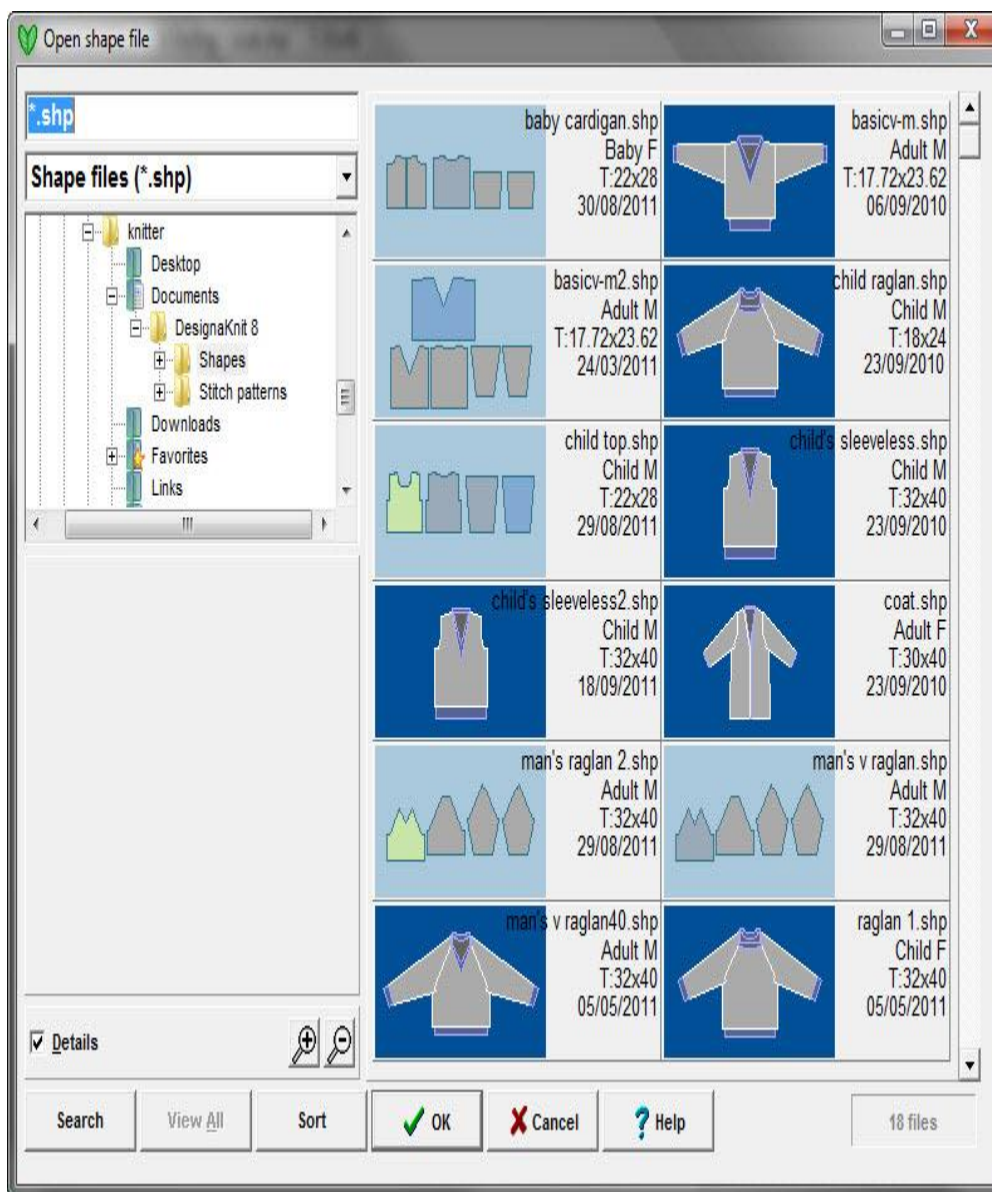 Open shape file
*.shp
Shape files (*.shp)
knitter
Desktop
Documents
DesignaKnit 8
Shapes
Stitch patterns
Downloads
Favorites
Links
baby cardigan.shp
Baby F
T:22x28
30/08/2011
basicv-m.shp
Adult M
T:17.72x23.62
06/09/2010
basicv-m2.shp
Adult M
T:17.72x23.62
24/03/2011
child raglan.shp
Child M
T:18x24
23/09/2010
child top.shp
Child M
T:22x28
29/08/2011
child's sleeveless.shp
Child M
T:32x40
23/09/2010
child's sleeveless2.shp
Child M
T:32x40
18/09/2011
coat.shp
Adult F
T:30x40
23/09/2010
man's raglan 2.shp
Adult M
T:32x40
29/08/2011
man's v raglan.shp
Adult M
T:32x40
29/08/2011
man's v raglan40.shp
Adult M
T:32x40
05/05/2011
raglan 1.shp
Child F
T:32x40
05/05/2011
Details
Search
View All
Sort
OK
Cancel
? Help
18 files